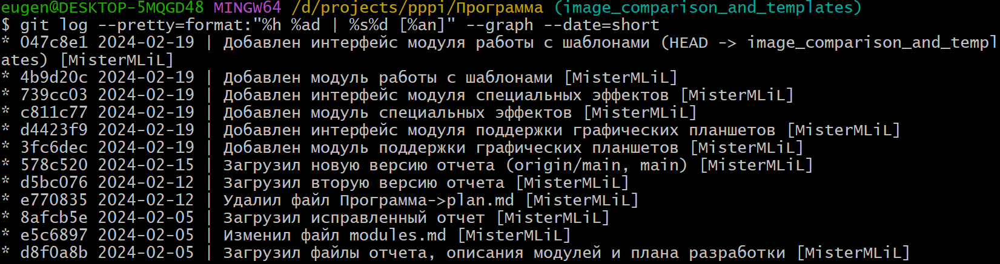 eugen@DESKTOP-5MQGD48 MINGW64 /d/projects/pppi/Программа (image_comparison_and_templates)
$ git log --pretty=format:"%h %ad | %s%d [%an]" --graph --date=short
* 047c8e1 2024-02-19 | Добавлен интерфейс модуля работы с шаблонами (HEAD -> image_comparison_and_templ
ates) [MisterMLiL]
* 4b9d20c 2024-02-19 | Добавлен модуль работы с шаблонами [MisterMLiL]
* 739cc03 2024-02-19 | Добавлен интерфейс модуля специальных эффектов [MisterMLiL]
* c811c77 2024-02-19 | Добавлен модуль специальных эффектов [MisterMLiL]
* d4423f9 2024-02-19 | Добавлен интерфейс модуля поддержки графических планшетов [MisterMLiL]
* 3fc6dec 2024-02-19 | Добавлен модуль поддержки графических планшетов [MisterMLiL]
* 578c520 2024-02-15 | Загрузил новую версию отчета (origin/main, main) [MisterMLiL]
* d5bc076 2024-02-12 | Загрузил вторую версию отчета [MisterMLiL]
* e770835 2024-02-12 | Удалил файл Программа->plan.md [MisterMLiL]
* 8afcb5e 2024-02-05 | Загрузил исправленный отчет [MisterMLiL]
* e5c6897 2024-02-05 | Изменил файл modules.md [MisterMLiL]
* d8f0a8b 2024-02-05 | Загрузил файлы отчета, описания модулей и плана разработки [MisterMLiL]